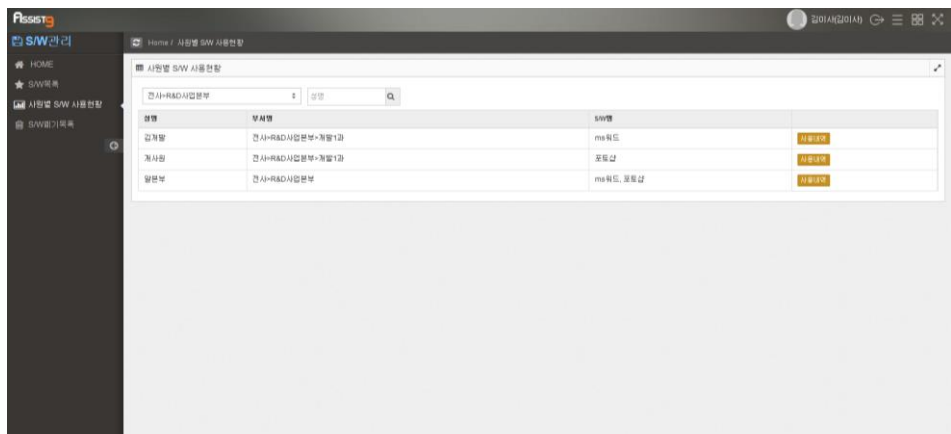 Assist9
김이사(김이사)
S/W관리
Home / 사원별 S/W 사용현황
HOME
S/W목록
사원별 S/W 사용현황
S/W폐기목록
사원별 S/W 사용현황
전사>R&D사업본부
성명
성명 부서명 S/W명
김개발 전사>R&D사업본부>개발1과 ms워드 사용내역
개사원 전사>R&D사업본부>개발1과 포토샵 사용내역
알본부 전사>R&D사업본부 ms워드, 포토샵 사용내역